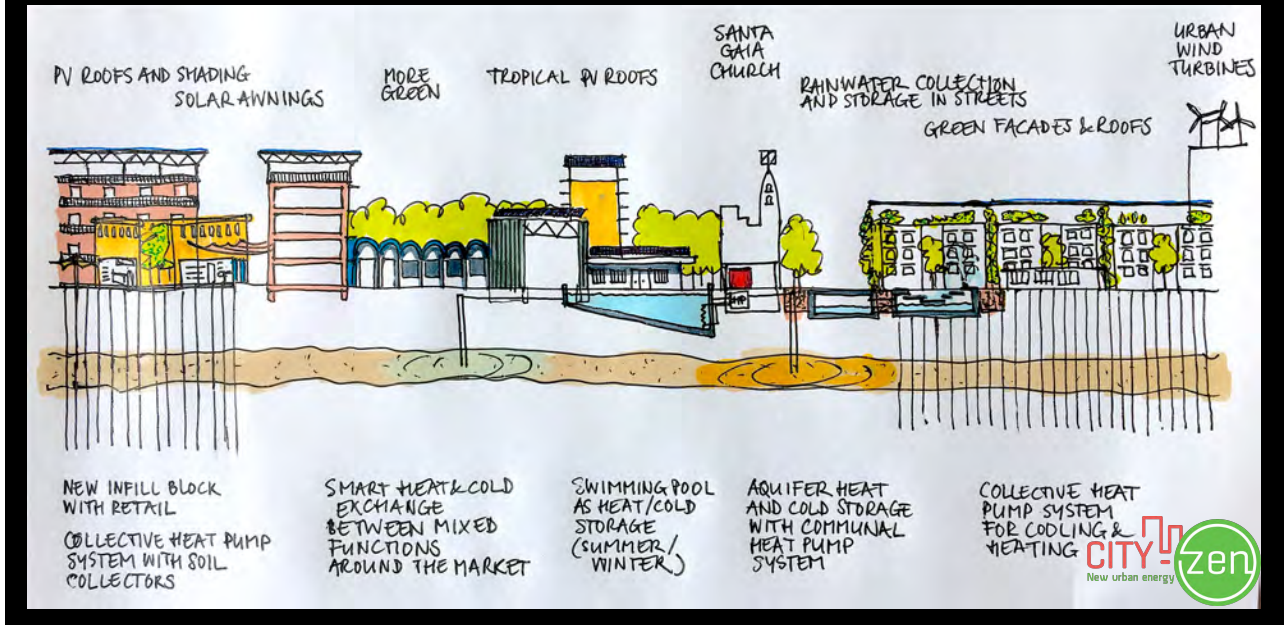 PV ROOFS AND SHADING
SOLAR AWNINGS
MORE
GREEN
TROPICAL PV ROOFS
SANTA
GAIA
CHURCH
RAINWATER COLLECTION
AND STORAGE IN STREETS
GREEN FACADES & ROOFS
URBAN
WIND
TURBINES
HP
NEW INFILL BLOCK
WITH RETAIL
COLLECTIVE HEAT PUMP
SYSTEM WITH SOIL
COLLECTORS
SMART HEAT & COLD
EXCHANGE
BETWEEN MIXED
FUNCTIONS
AROUND THE MARKET
SWIMMING POOL
AS HEAT/COLD
STORAGE
(SUMMER/
WINTER)
AQUIFER HEAT
AND COLD STORAGE
WITH COMMUNAL
HEAT PUMP
SYSTEM
COLLECTIVE HEAT
PUMP SYSTEM
FOR COOLING &
HEATING
CITY zen
New urban energy